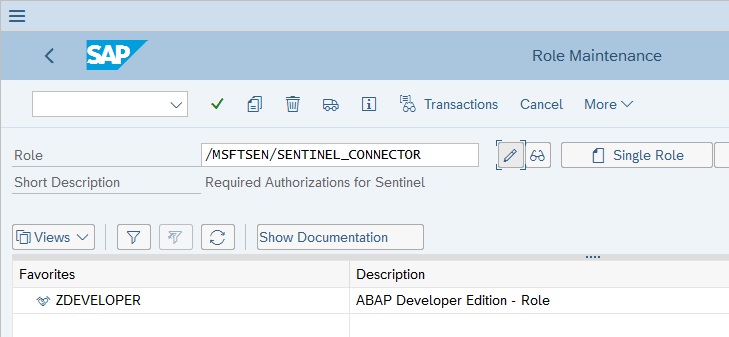 SAP Role Maintenance
Transactions Cancel More
Role /MSFTSEN/SENTINEL_CONNECTOR Single Role
Short Description Required Authorizations for Sentinel
Views Show Documentation
Favorites Description
ZDEVELOPER ABAP Developer Edition - Role